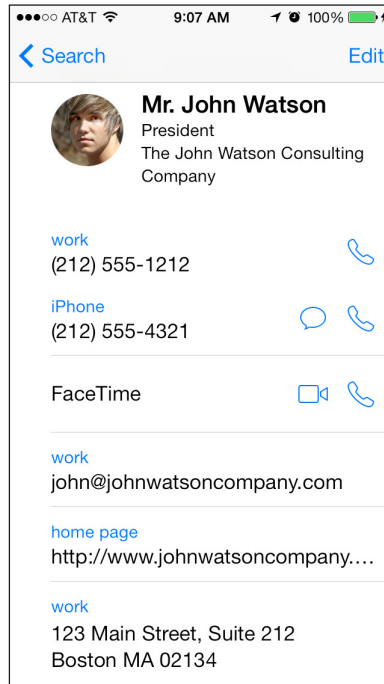 AT&T 9:07 AM 100%
Search Edit
Mr. John Watson
President
The John Watson Consulting
Company
work
(212) 555-1212
iPhone
(212) 555-4321
FaceTime
work
john@johnwatsoncompany.com
home page
http://www.johnwatsoncompany....
work
123 Main Street, Suite 212
Boston MA 02134